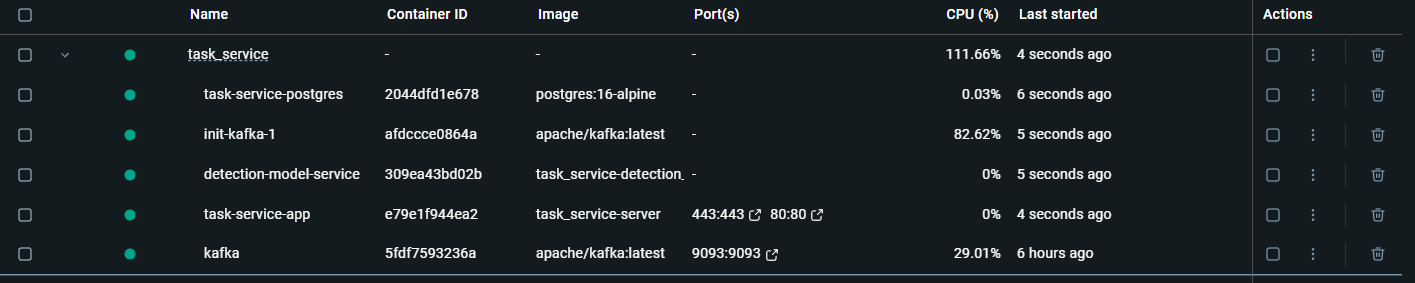 Name Container ID Image Port(s) CPU (%) Last started Actions
task_service - - - 111.66% 4 seconds ago
task-service-postgres 2044dfd1e678 postgres:16-alpine - 0.03% 6 seconds ago
init-kafka-1 afdccce0864a apache/kafka:latest - 82.62% 5 seconds ago
detection-model-service 309ea43bd02b task_service-detection_ - 0% 5 seconds ago
task-service-app e79e1f944ea2 task_service-server 443:443 80:80 0% 4 seconds ago
kafka 5fdf7593236a apache/kafka:latest 9093:9093 29.01% 6 hours ago